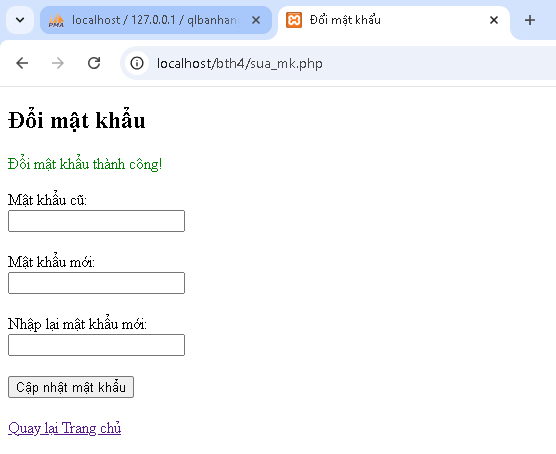 localhost / 127.0.0.1 / qlbanhan
Đổi mật khẩu
localhost/bth4/sua_mk.php
Đổi mật khẩu
Đổi mật khẩu thành công!
Mật khẩu cũ:
Mật khẩu mới:
Nhập lại mật khẩu mới:
Cập nhật mật khẩu
Quay lại Trang chủ